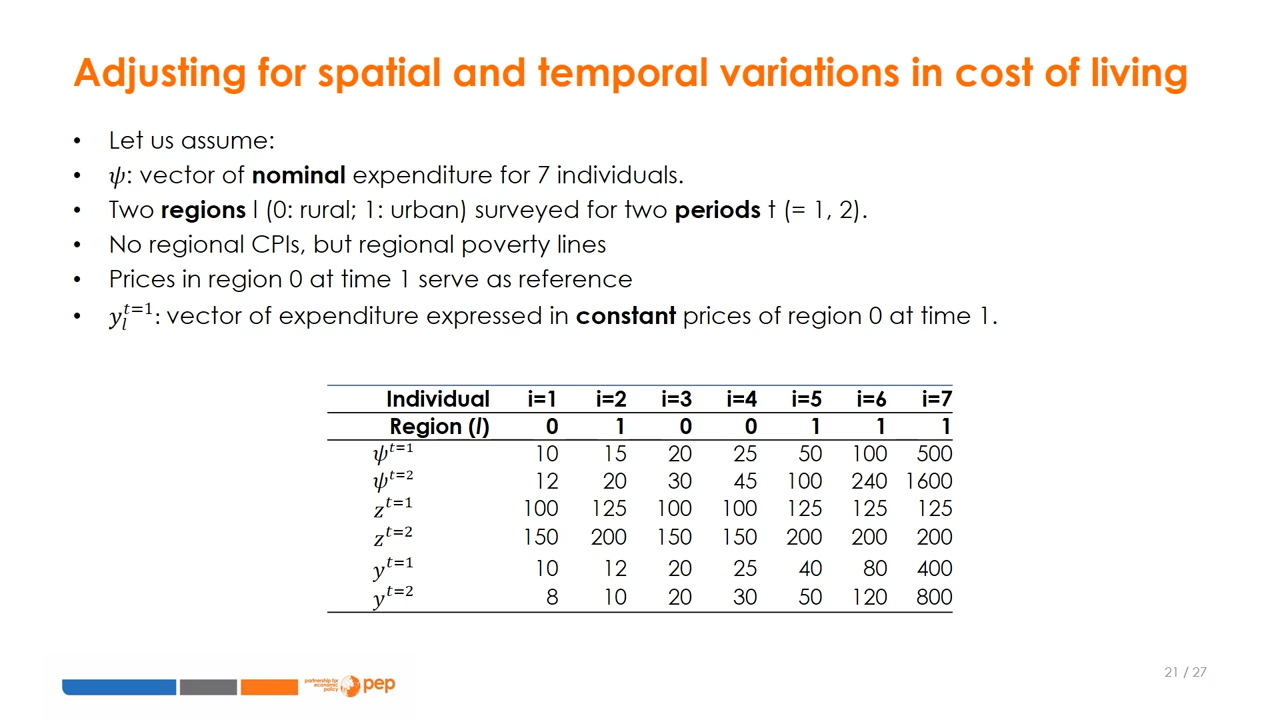 Adjusting for spatial and temporal variations in cost of living
• Let us assume:
• 𝜓: vector of nominal expenditure for 7 individuals.
• Two regions l (0: rural; 1: urban) surveyed for two periods t (= 1, 2).
• No regional CPIs, but regional poverty lines
• Prices in region 0 at time 1 serve as reference
• y_l^{t=1}: vector of expenditure expressed in constant prices of region 0 at time 1.
Individual i=1 i=2 i=3 i=4 i=5 i=6 i=7
Region (l) 0 1 0 0 1 1 1
𝜓^{t=1} 10 15 20 25 50 100 500
𝜓^{t=2} 12 20 30 45 100 240 1600
z^{t=1} 100 125 100 100 125 125 125
z^{t=2} 150 200 150 150 200 200 200
y^{t=1} 10 12 20 25 40 80 400
y^{t=2} 8 10 20 30 50 120 800
partnership for
economic
policy
pep
21 / 27